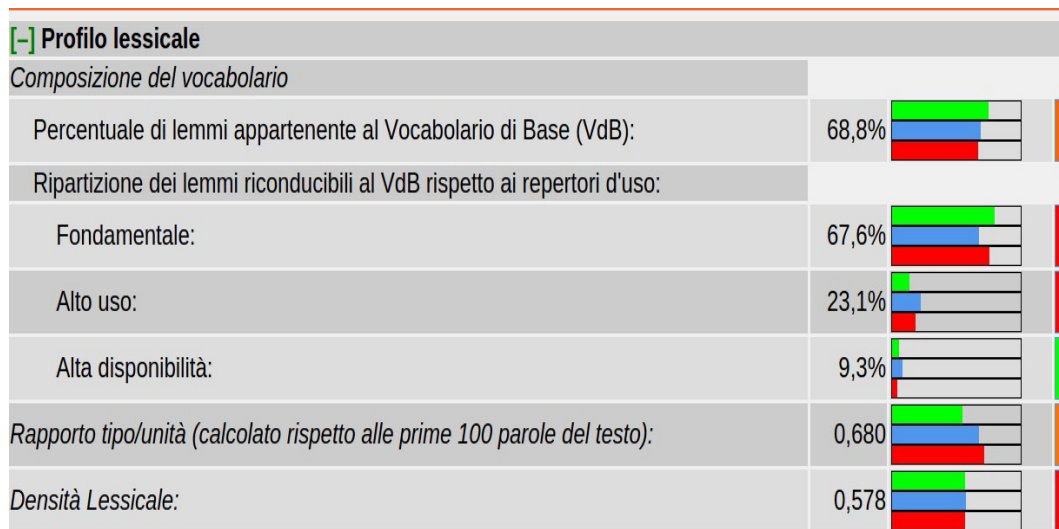 [–] Profilo lessicale
Composizione del vocabolario
Percentuale di lemmi appartenente al Vocabolario di Base (VdB): 68,8%
Ripartizione dei lemmi riconducibili al VdB rispetto ai repertori d'uso:
Fondamentale: 67,6%
Alto uso: 23,1%
Alta disponibilità: 9,3%
Rapporto tipo/unità (calcolato rispetto alle prime 100 parole del testo): 0,680
Densità Lessicale: 0,578